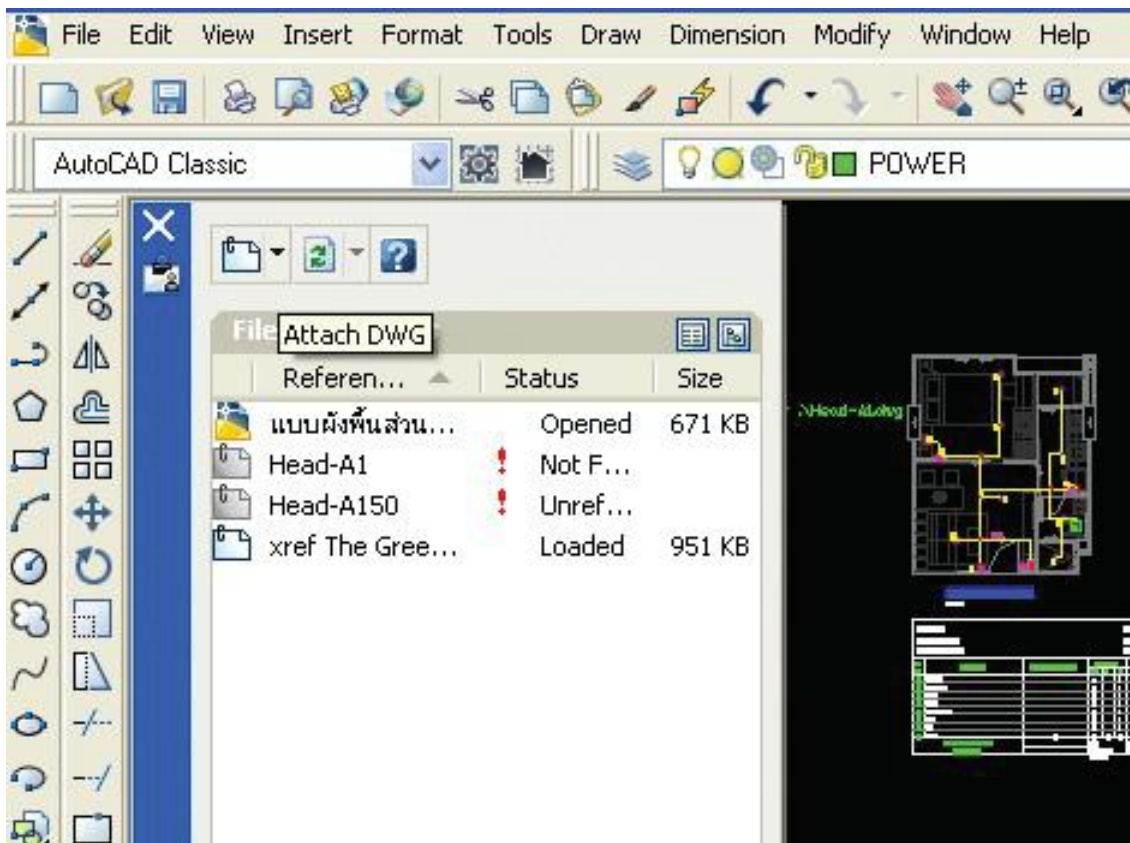 File Edit View Insert Format Tools Draw Dimension Modify Window Help
AutoCAD Classic
POWER
Attach DWG
File
Referen... Status Size
แบบผังพื้นส่วน... Opened 671 KB
Head-A1 ! Not F...
Head-A150 ! Unref...
xref The Gree... Loaded 951 KB